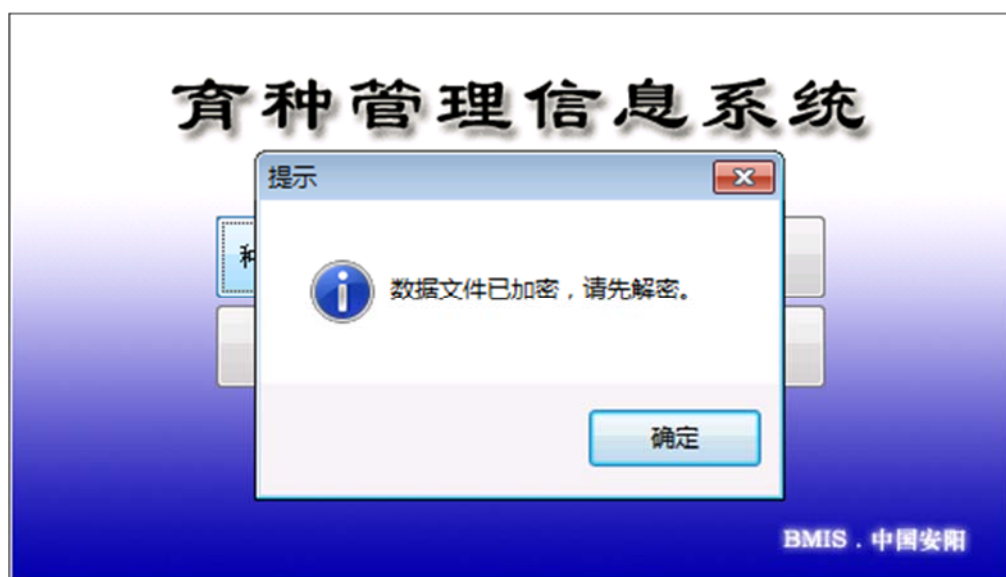 育种管理信息系统
提示
数据文件已加密，请先解密。
确定
BMIS . 中国安阳